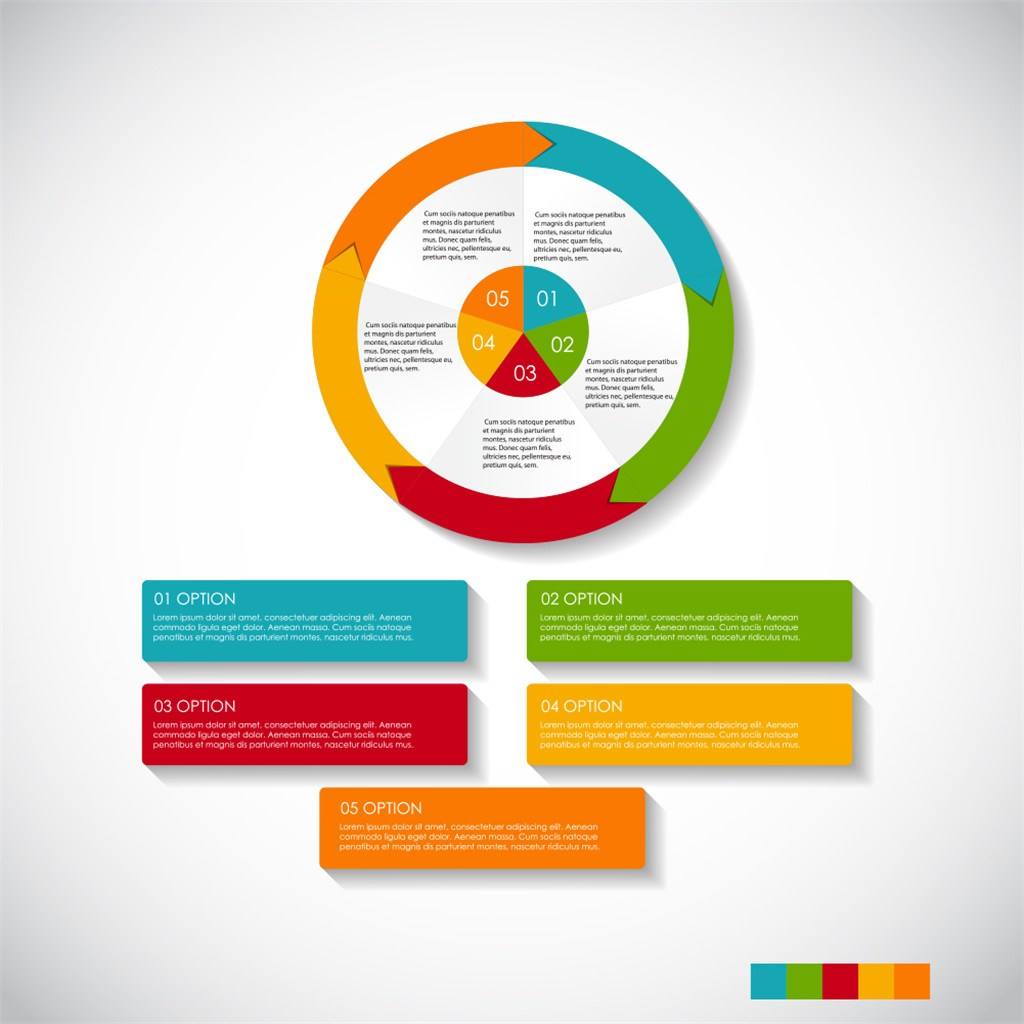 Cum sociis natoque penatibus
et magnis dis parturient
montes, nascetur ridiculus
mus. Donec quam felis,
ultricies nec, pellentesque eu,
pretium quis, sem.
Cum sociis natoque penatibus
et magnis dis parturient
montes, nascetur ridiculus
mus. Donec quam felis,
ultricies nec, pellentesque eu,
pretium quis, sem.
05
01
04
02
03
Cum sociis natoque penatibus
et magnis dis parturient
montes, nascetur ridiculus
mus. Donec quam felis,
ultricies nec, pellentesque eu,
pretium quis, sem.
Cum sociis natoque penatibus
et magnis dis parturient
montes, nascetur ridiculus
mus. Donec quam felis,
ultricies nec, pellentesque eu,
pretium quis, sem.
Cum sociis natoque penatibus
et magnis dis parturient
montes, nascetur ridiculus
mus. Donec quam felis,
ultricies nec, pellentesque eu,
pretium quis, sem.
01 OPTION
Lorem ipsum dolor sit amet, consectetuer adipiscing elit. Aenean
commodo ligula eget dolor. Aenean massa. Cum sociis natoque
penatibus et magnis dis parturient montes, nascetur ridiculus mus.
02 OPTION
Lorem ipsum dolor sit amet, consectetuer adipiscing elit. Aenean
commodo ligula eget dolor. Aenean massa. Cum sociis natoque
penatibus et magnis dis parturient montes, nascetur ridiculus mus.
03 OPTION
Lorem ipsum dolor sit amet, consectetuer adipiscing elit. Aenean
commodo ligula eget dolor. Aenean massa. Cum sociis natoque
penatibus et magnis dis parturient montes, nascetur ridiculus mus.
04 OPTION
Lorem ipsum dolor sit amet, consectetuer adipiscing elit. Aenean
commodo ligula eget dolor. Aenean massa. Cum sociis natoque
penatibus et magnis dis parturient montes, nascetur ridiculus mus.
05 OPTION
Lorem ipsum dolor sit amet, consectetuer adipiscing elit. Aenean
commodo ligula eget dolor. Aenean massa. Cum sociis natoque
penatibus et magnis dis parturient montes, nascetur ridiculus mus.